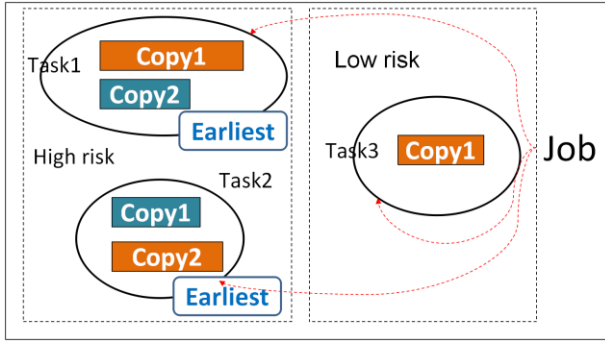 Task1
Copy1
Copy2
Earliest
High risk
Task2
Copy1
Copy2
Earliest
Low risk
Task3
Copy1
Job